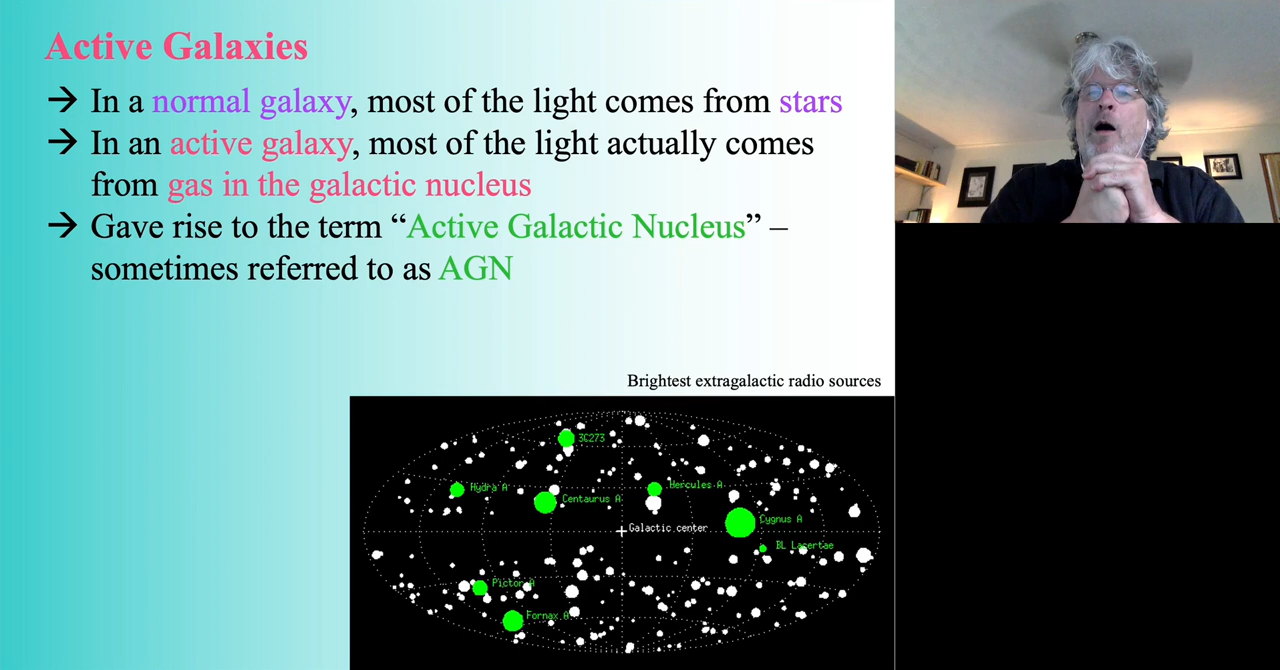 Active Galaxies
→ In a normal galaxy, most of the light comes from stars
→ In an active galaxy, most of the light actually comes
from gas in the galactic nucleus
→ Gave rise to the term “Active Galactic Nucleus” –
sometimes referred to as AGN
Brightest extragalactic radio sources
3C273
Hydra A
Hercules A
Centaurus A
Cygnus A
Galactic center
BL Lacertae
Pictor A
Fornax A